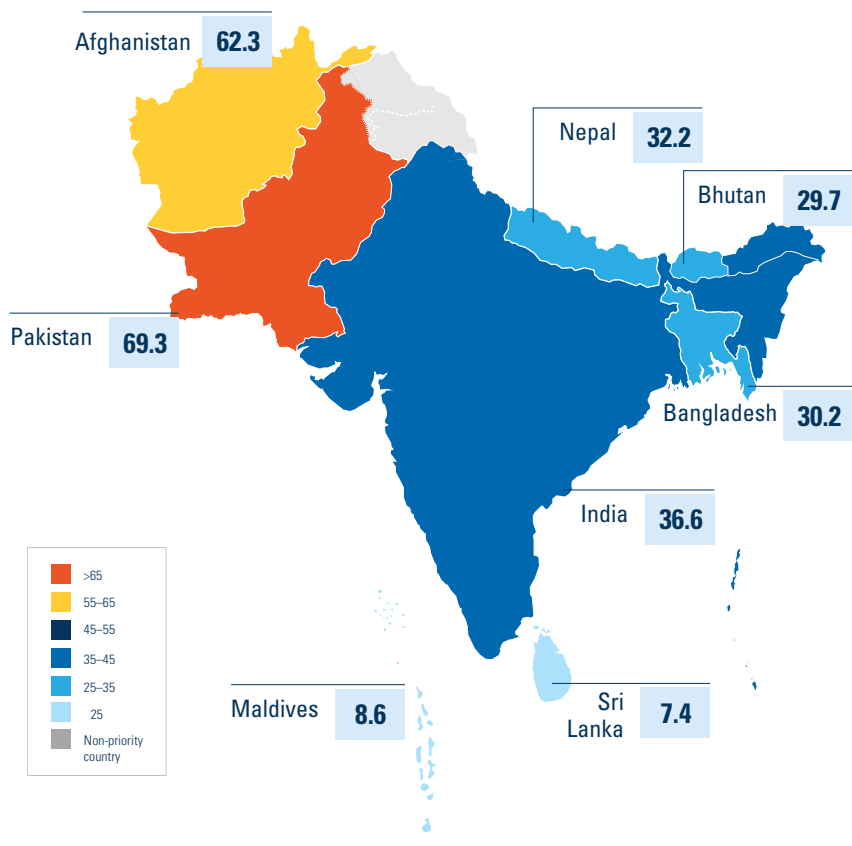 Afghanistan 62.3
Nepal 32.2
Bhutan 29.7
Pakistan 69.3
Bangladesh 30.2
India 36.6
>65
55–65
45–55
35–45
25–35
25
Non-priority
country
Maldives 8.6
Sri
Lanka 7.4